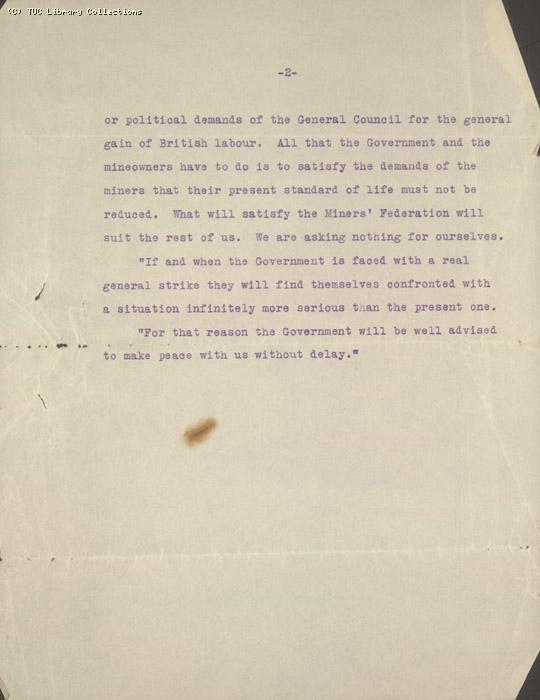 (C) TUC Library Collections
-2-
or political demands of the General Council for the general
gain of British labour. All that the Government and the
mineowners have to do is to satisfy the demands of the
miners that their present standard of life must not be
reduced. What will satisfy the Miners' Federation will
suit the rest of us. We are asking nothing for ourselves.
"If and when the Government is faced with a real
general strike they will find themselves confronted with
a situation infinitely more serious than the present one.
"For that reason the Government will be well advised
to make peace with us without delay."